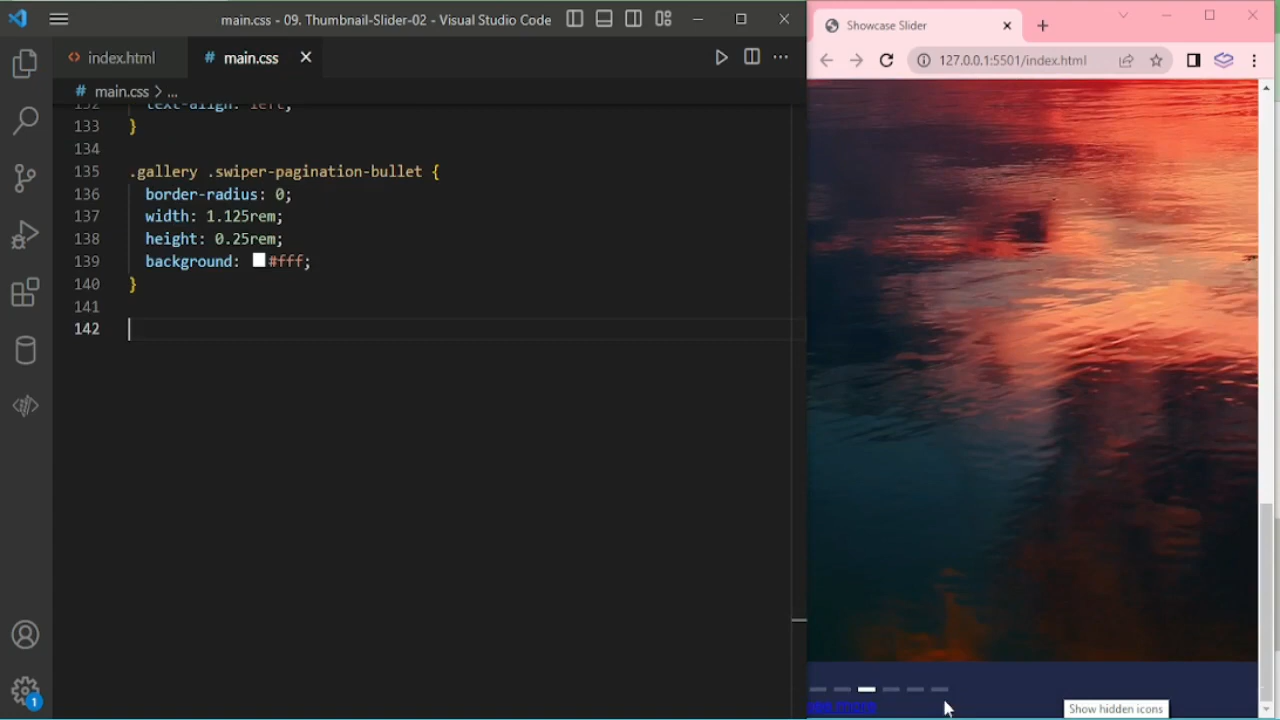 main.css - 09. Thumbnail-Slider-02 - Visual Studio Code
index.html
main.css
main.css > ...
132 text-align: left;
133 }
134
135 .gallery .swiper-pagination-bullet {
136 border-radius: 0;
137 width: 1.125rem;
138 height: 0.25rem;
139 background: #fff;
140 }
141
142
1
Showcase Slider
127.0.0.1:5501/index.html
Show hidden icons